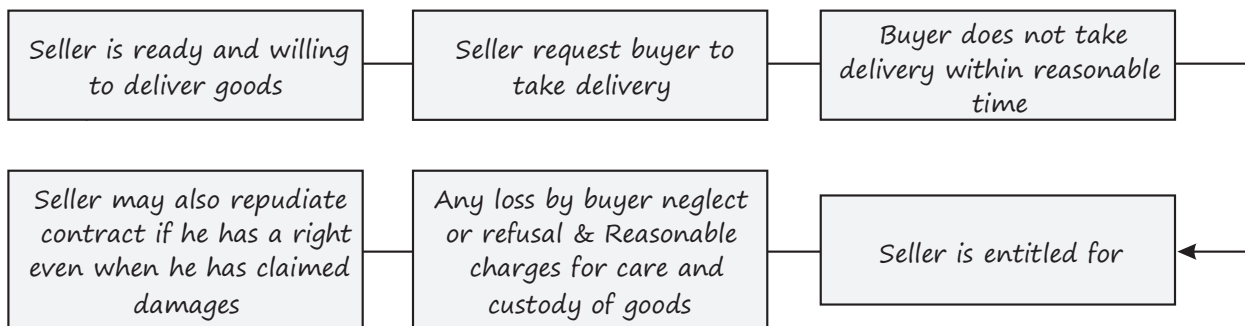 Seller is ready and willing
to deliver goods
Seller request buyer to
take delivery
Buyer does not take
delivery within reasonable
time
Seller is entitled for
Any loss by buyer neglect
or refusal & Reasonable
charges for care and
custody of goods
Seller may also repudiate
contract if he has a right
even when he has claimed
damages